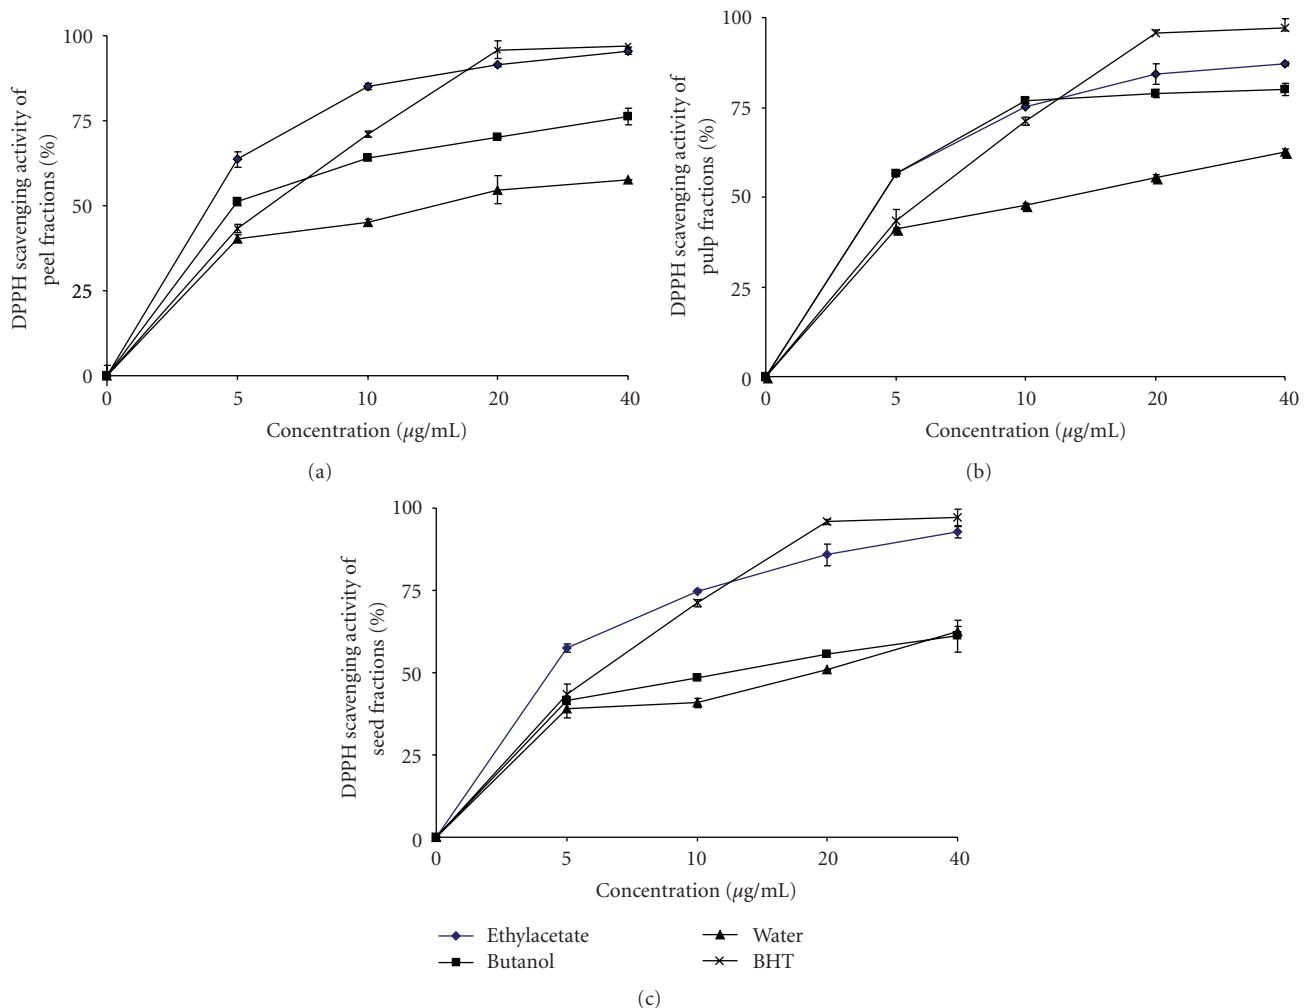 DPPH scavenging activity of
peel fractions (%)
100
75
50
25
0
0 5 10 20 40
Concentration (µg/mL)
(a)
DPPH scavenging activity of
pulp fractions (%)
100
75
50
25
0
0 5 10 20 40
Concentration (µg/mL)
(b)
DPPH scavenging activity of
seed fractions (%)
100
75
50
25
0
0 5 10 20 40
Concentration (µg/mL)
Ethylacetate
Butanol
Water
BHT
(c)